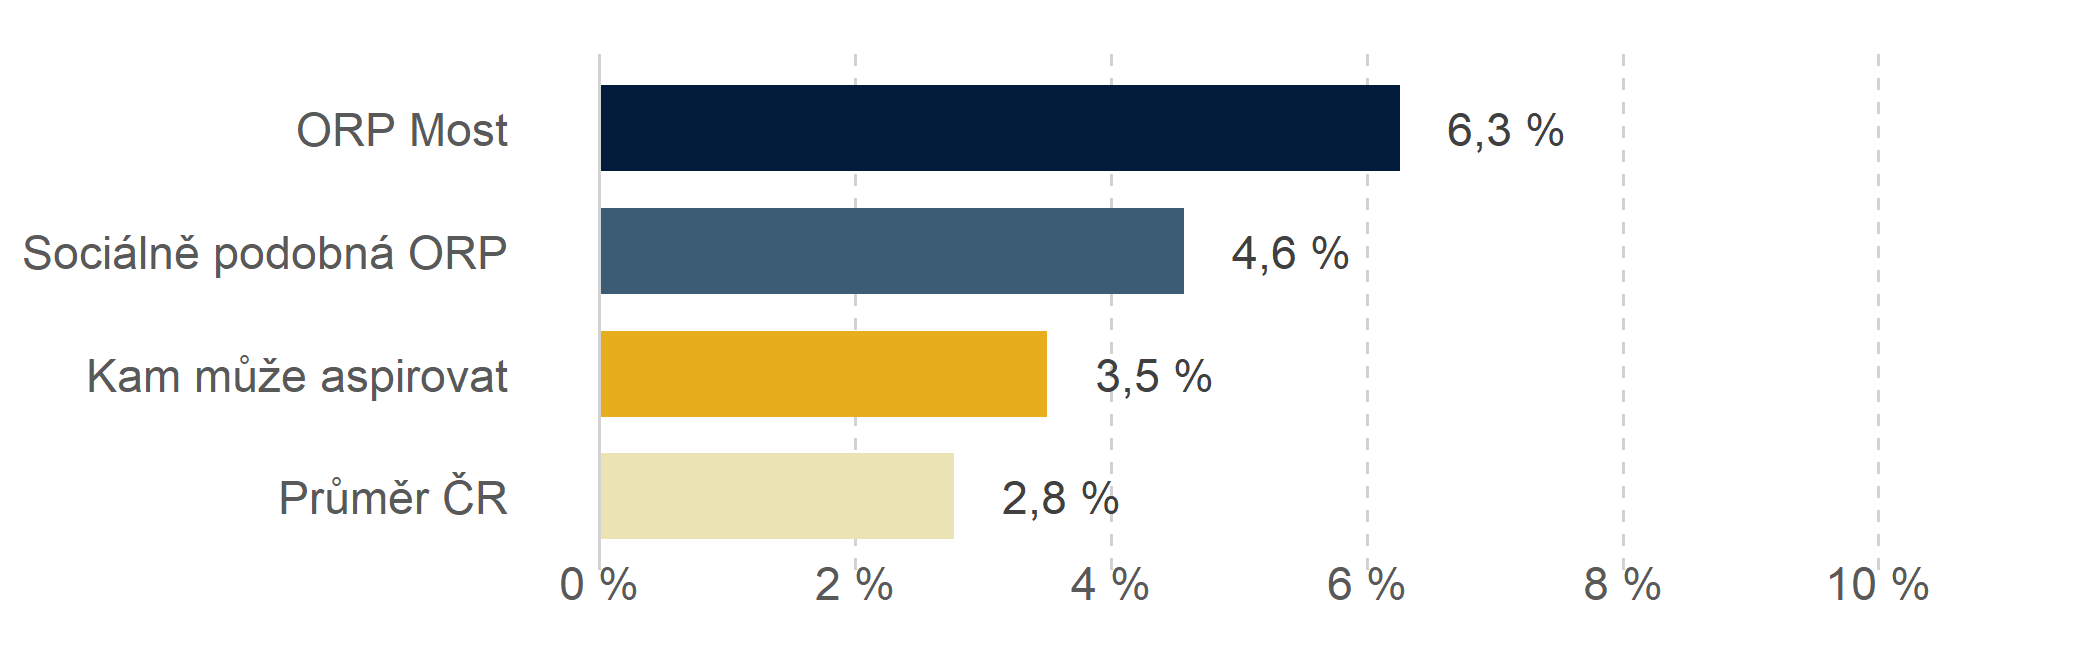 ORP Most
6,3 %
Sociálně podobná ORP
4,6 %
Kam může aspirovat
3,5 %
Průměr ČR
2,8 %
0 % 2 % 4 % 6 % 8 % 10 %